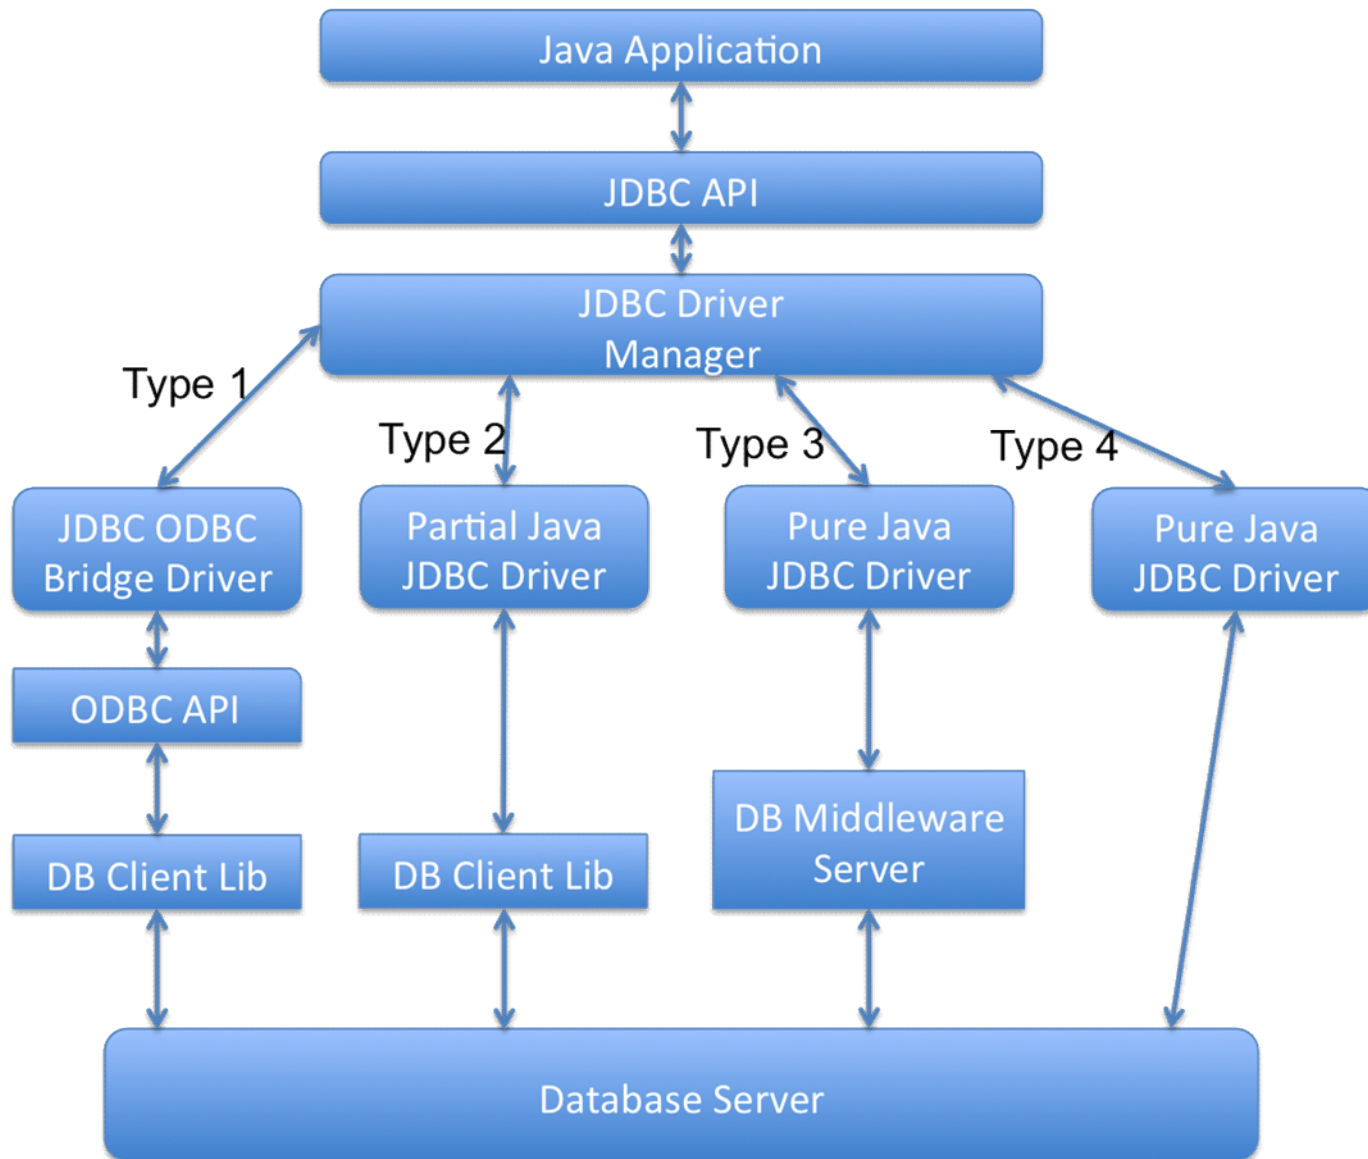 Java Application
JDBC API
JDBC Driver
Manager
Type 1
Type 2
Type 3
Type 4
JDBC ODBC
Bridge Driver
Partial Java
JDBC Driver
Pure Java
JDBC Driver
Pure Java
JDBC Driver
ODBC API
DB Client Lib
DB Client Lib
DB Middleware
Server
Database Server